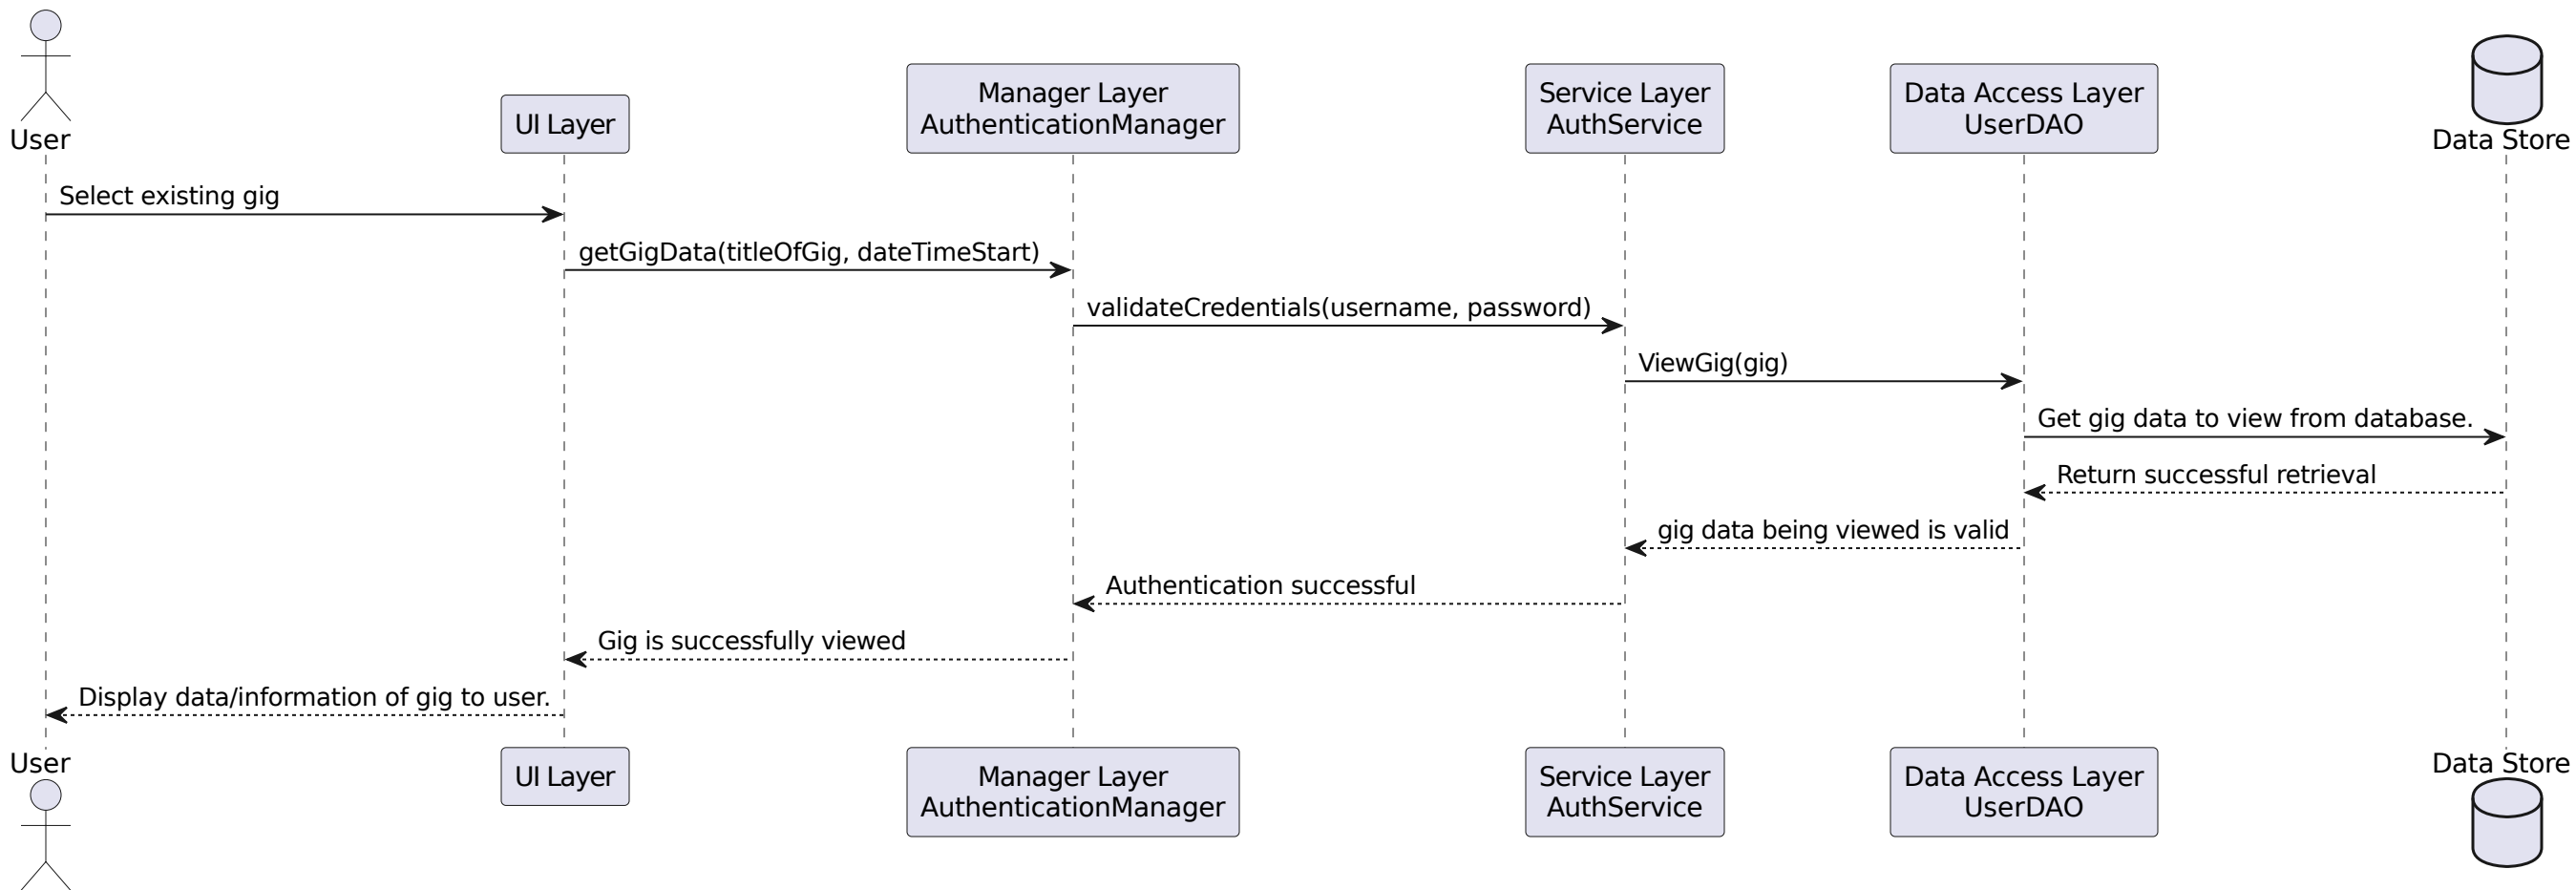 User
UI Layer
Manager Layer
AuthenticationManager
Service Layer
AuthService
Data Access Layer
UserDAO
Data Store
Select existing gig
getGigData(titleOfGig, dateTimeStart)
validateCredentials(username, password)
ViewGig(gig)
Get gig data to view from database.
Return successful retrieval
gig data being viewed is valid
Authentication successful
Gig is successfully viewed
Display data/information of gig to user.
User
UI Layer
Manager Layer
AuthenticationManager
Service Layer
AuthService
Data Access Layer
UserDAO
Data Store